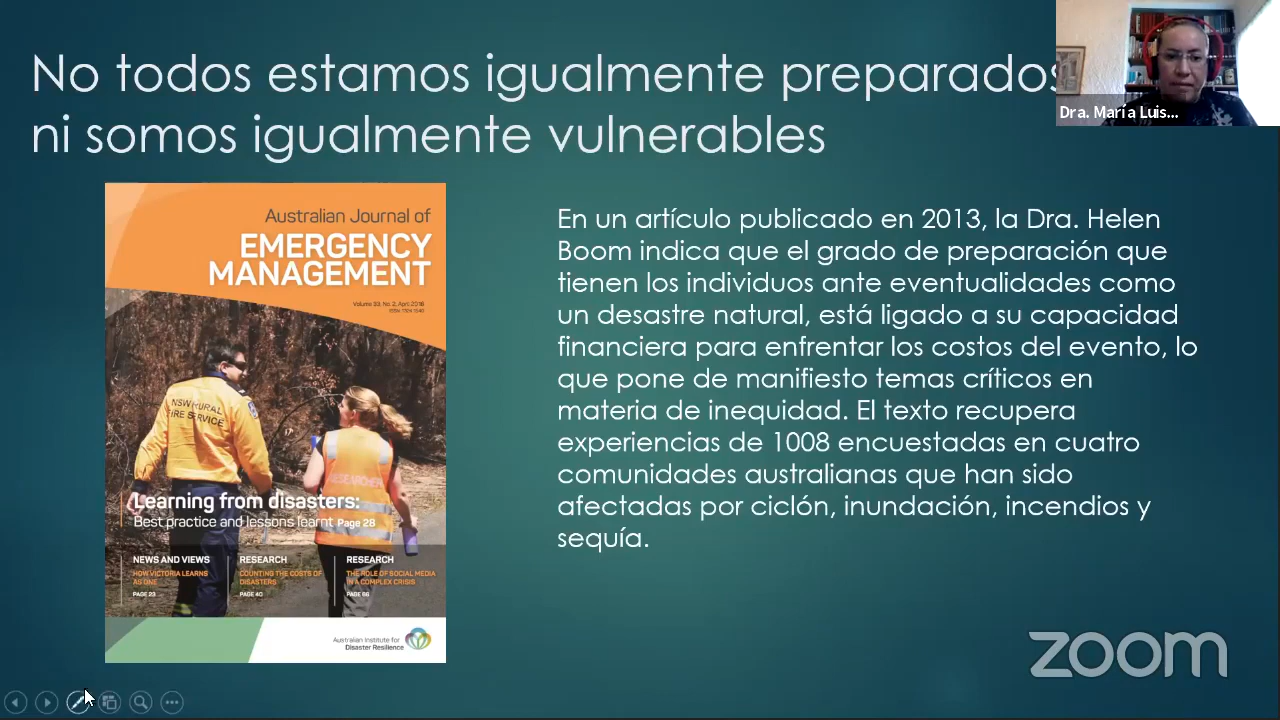 No todos estamos igualmente preparados
ni somos igualmente vulnerables
Dra. María Luis...
Australian Journal of
EMERGENCY
MANAGEMENT
Volume 33, No. 2, April 2018
NSW RURAL
FIRE SERVICE
RESEARCHER
Learning from disasters:
Best practice and lessons learnt Page 28
NEWS AND VIEWS
HOW VICTORIA LEARNS
AS ONE
PAGE 23
RESEARCH
COUNTING THE COSTS OF
DISASTERS
PAGE 40
RESEARCH
THE ROLE OF SOCIAL MEDIA
IN A COMPLEX CRISIS
PAGE 66
Australian Institute for
Disaster Resilience
En un artículo publicado en 2013, la Dra. Helen
Boom indica que el grado de preparación que
tienen los individuos ante eventualidades como
un desastre natural, está ligado a su capacidad
financiera para enfrentar los costos del evento, lo
que pone de manifiesto temas críticos en
materia de inequidad. El texto recupera
experiencias de 1008 encuestadas en cuatro
comunidades australianas que han sido
afectadas por ciclón, inundación, incendios y
sequía.
zoom